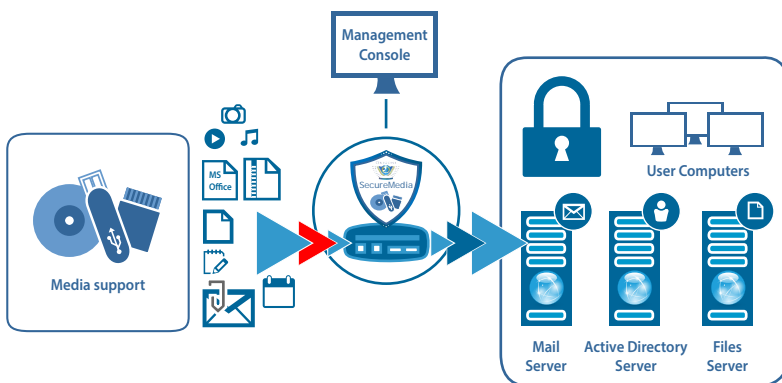 Management
Console
MS
Office
SecureMedia
Media support
User Computers
Mail
Server
Active Directory
Server
Files
Server